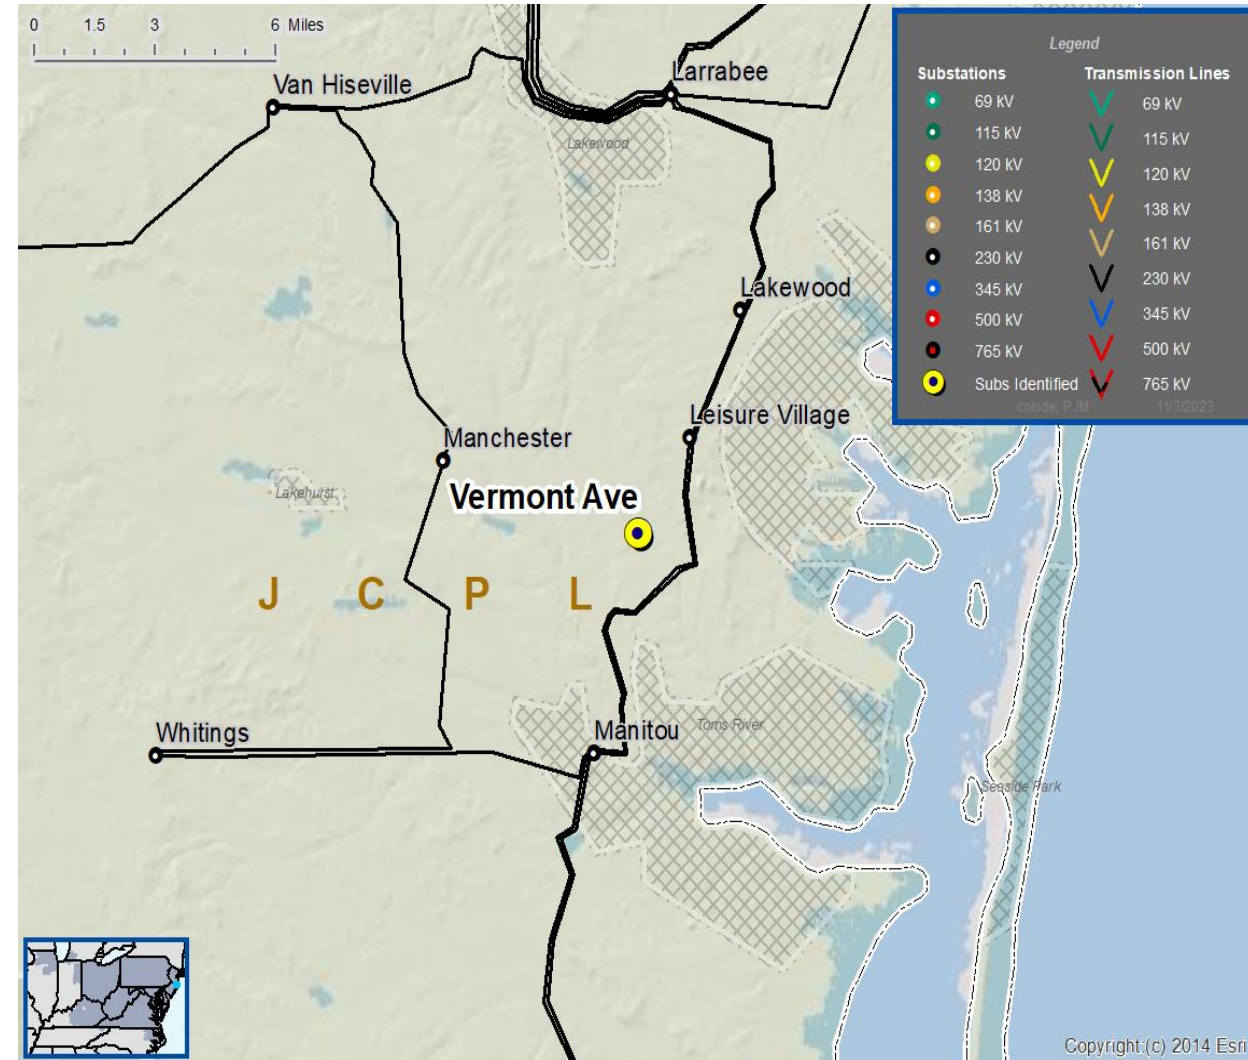 0 1.5 3 6 Miles
Van Hiseville
Larrabee
Lakewood
Lakewood
Leisure Village
Manchester
Lakehurst
Vermont Ave
J C P L
Whitings
Manitou
Toms River
Seaside Park
Legend
Substations
69 kV
115 kV
120 kV
138 kV
161 kV
230 kV
345 kV
500 kV
765 kV
Subs Identified
Transmission Lines
69 kV
115 kV
120 kV
138 kV
161 kV
230 kV
345 kV
500 kV
765 kV
colode; PJM 11/3/2023
Copyright:(c) 2014 Esri